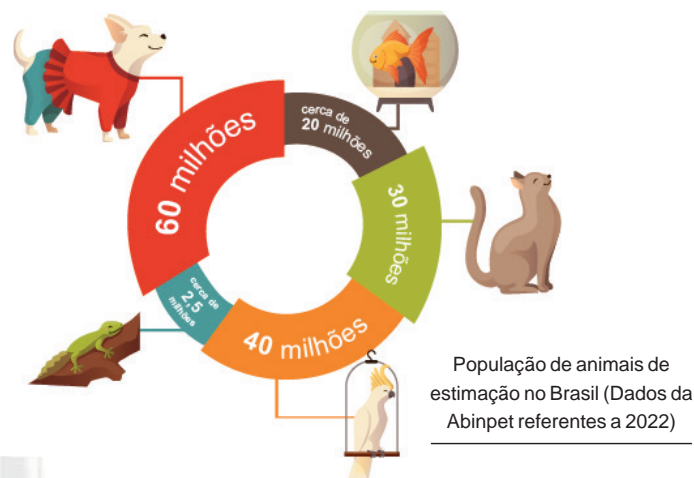 60 milhões
cerca de
20 milhões
30 milhões
40 milhões
cerca de
2,5
milhões
População de animais de
estimação no Brasil (Dados da
Abinpet referentes a 2022)